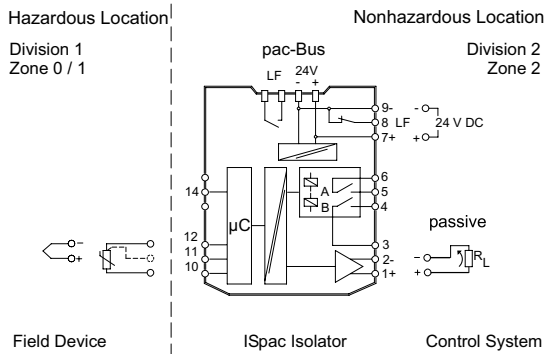 Hazardous Location
Nonhazardous Location
Division 1
Zone 0 / 1
pac-Bus
Division 2
Zone 2
LF
24V
- +
9-
8 LF
7+
-
+
24 V DC
6
5
4
A
B
14
µC
12
11
10
3
2-
1+
passive
-
+
RL
–
+
Field Device
ISpac Isolator
Control System